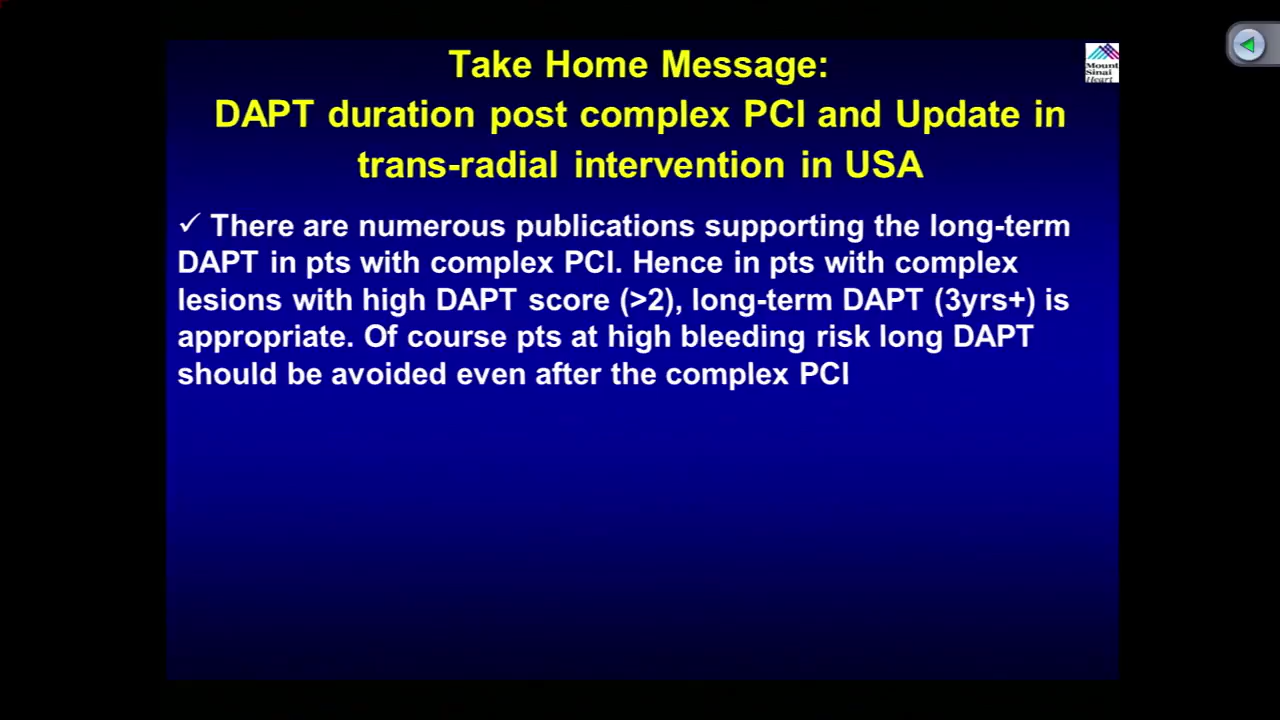 Take Home Message:
DAPT duration post complex PCI and Update in
trans-radial intervention in USA
Mount
Sinai
Heart
✓ There are numerous publications supporting the long-term
DAPT in pts with complex PCI. Hence in pts with complex
lesions with high DAPT score (>2), long-term DAPT (3yrs+) is
appropriate. Of course pts at high bleeding risk long DAPT
should be avoided even after the complex PCI